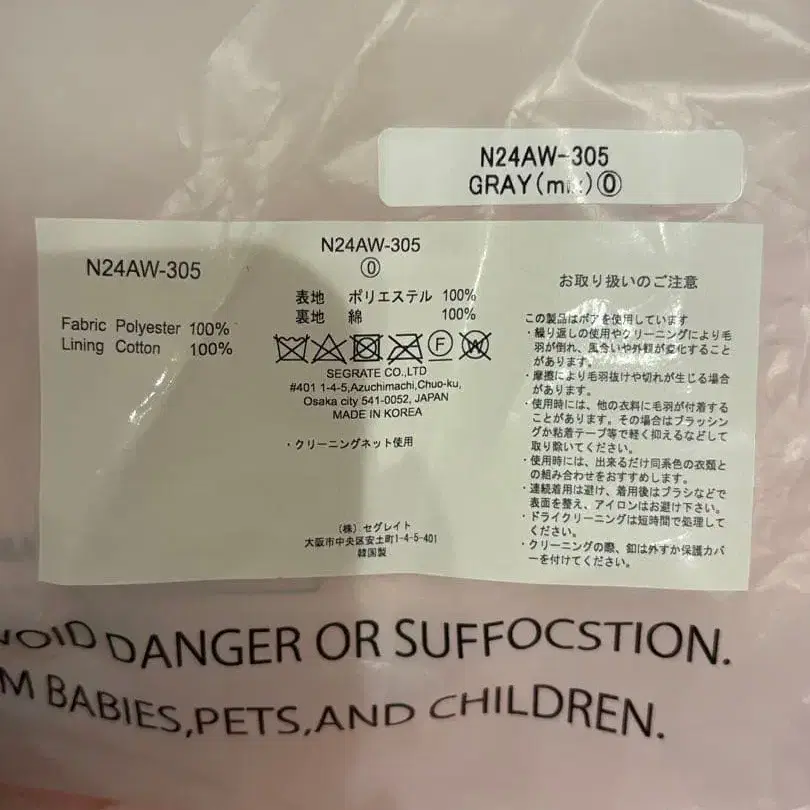 N24AW-305
GRAY(mix)⓪
N24AW-305
Fabric Polyester 100%
Lining Cotton 100%
N24AW-305
⓪
表地 ポリエステル 100%
裏地 綿 100%
F W
SEGRATE CO.,LTD
#401 1-4-5,Azuchimachi,Chuo-ku,
Osaka city 541-0052, JAPAN
MADE IN KOREA
・クリーニングネット使用
(株) セグレイト
大阪市中央区安土町1-4-5-401
韓国製
お取り扱いのご注意
この製品はボアを使用しています
・繰り返しの使用やクリーニングにより毛
羽が倒れ、風合いや外観が変化すること
があります。
・摩擦により毛羽抜けや切れが生じる場合
があります。
・使用時には、他の衣料に毛羽が付着する
ことがあります。その場合はブラッシン
グか粘着テープ等で軽く抑えるなどして
取り除いてください。
・使用時には、出来るだけ同系色の衣類と
の組み合わせをおすすめします。
・連続着用は避け、着用後はブラシなどで
表面を整え、アイロンはお避け下さい。
・ドライクリーニングは短時間で処理して
ください。
・クリーニングの際、釦は外すか保護カバ
ーを付けてください。
VOID DANGER OR SUFFOCSTION.
M BABIES,PETS,AND CHILDREN.